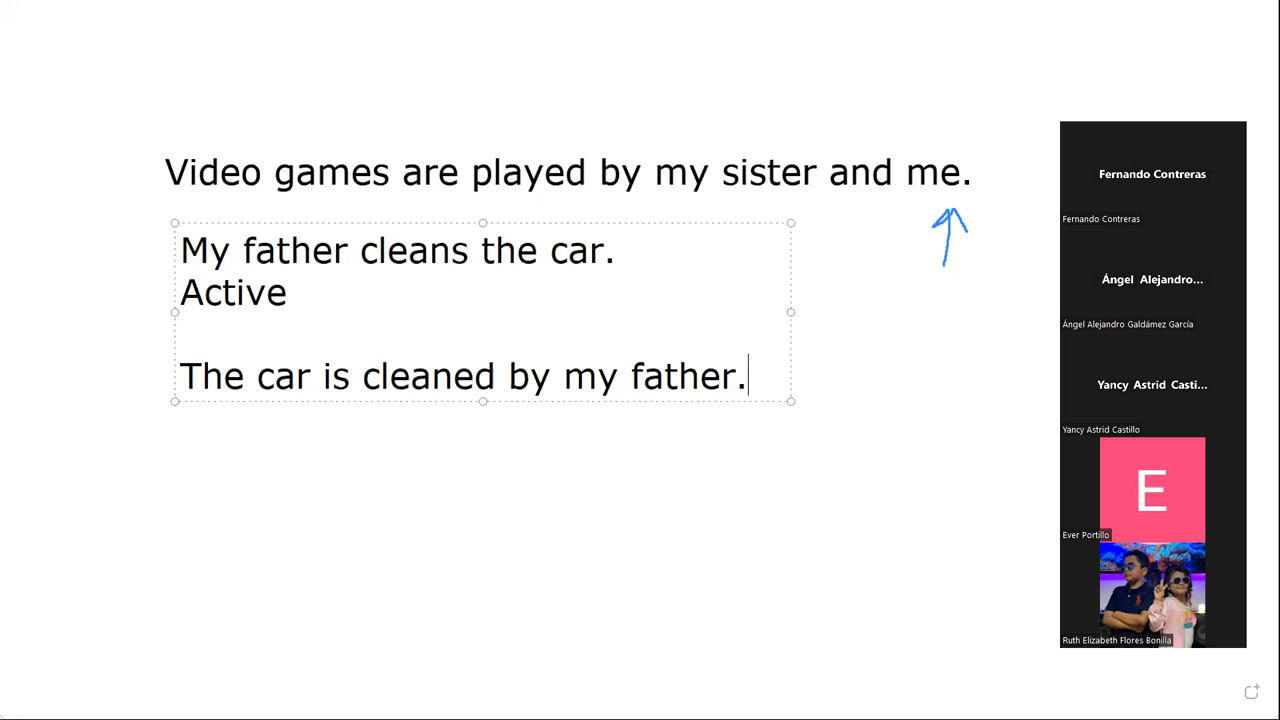 Video games are played by my sister and me.
My father cleans the car.
Active
The car is cleaned by my father.
Fernando Contreras
Fernando Contreras
Ángel Alejandro...
Ángel Alejandro Galdámez García
Yancy Astrid Casti...
Yancy Astrid Castillo
E
Ever Portillo
Ruth Elizabeth Flores Bonilla